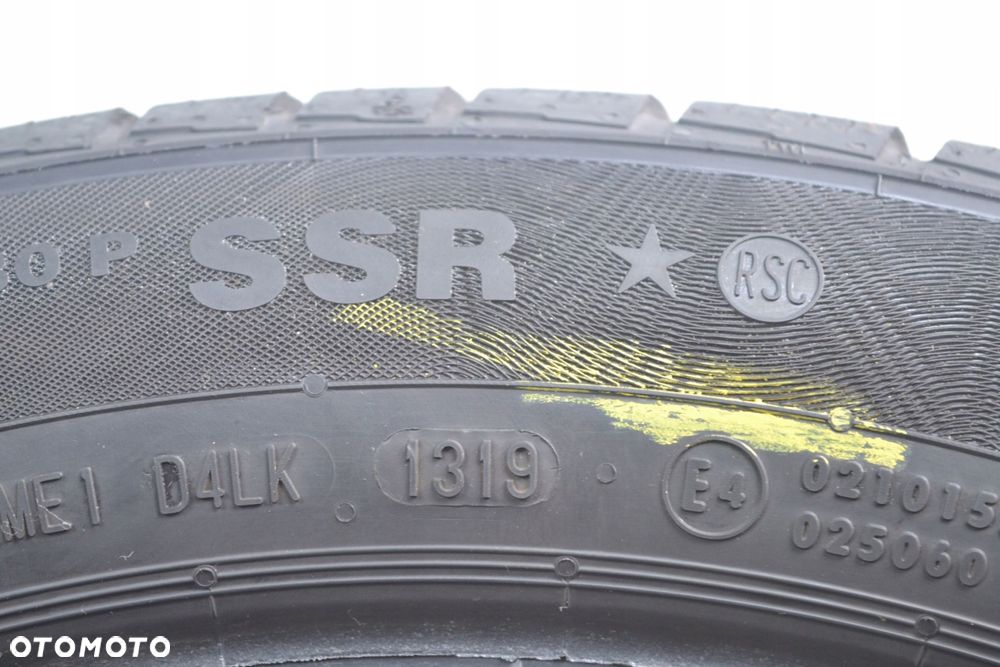 P SSR ★ RSC
ME1 D4LK 1319 E4 021015
025060
OTOMOTO